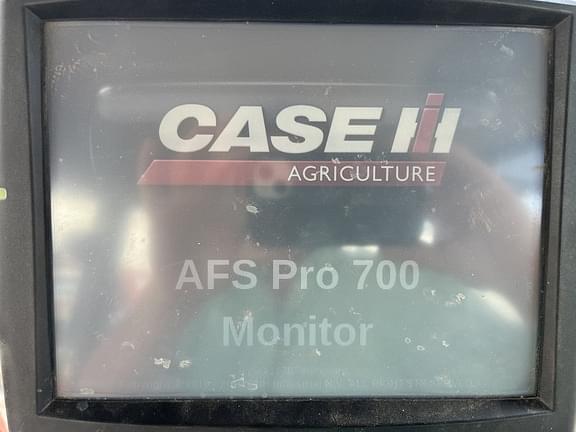 CASE IH
AGRICULTURE
AFS Pro 700
Monitor